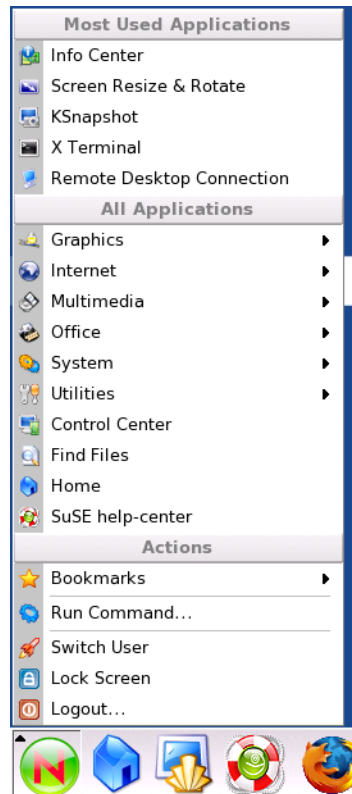 Most Used Applications
Info Center
Screen Resize & Rotate
KSnapshot
X Terminal
Remote Desktop Connection
All Applications
Graphics
Internet
Multimedia
Office
System
Utilities
Control Center
Find Files
Home
SuSE help-center
Actions
Bookmarks
Run Command...
Switch User
Lock Screen
Logout...
N